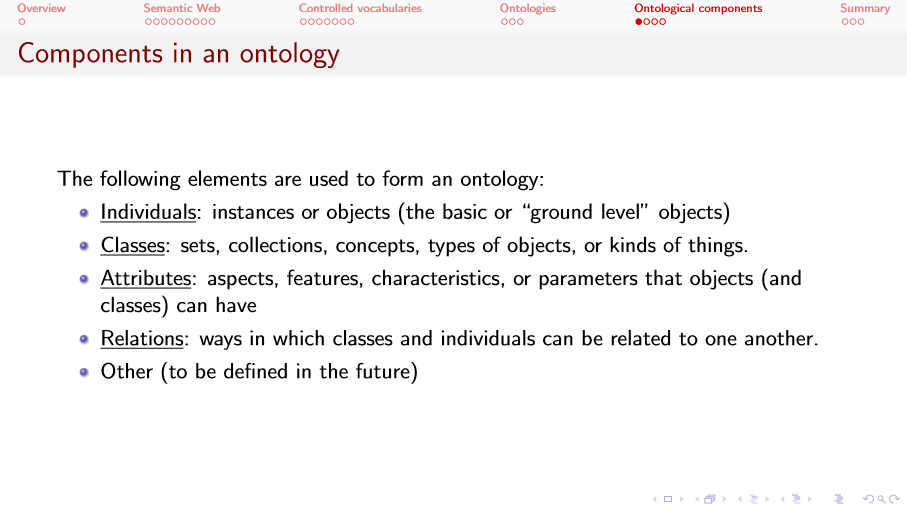 Overview Semantic Web Controlled vocabularies Ontologies Ontological components Summary
Components in an ontology
The following elements are used to form an ontology:
Individuals: instances or objects (the basic or “ground level” objects)
Classes: sets, collections, concepts, types of objects, or kinds of things.
Attributes: aspects, features, characteristics, or parameters that objects (and
classes) can have
Relations: ways in which classes and individuals can be related to one another.
Other (to be defined in the future)